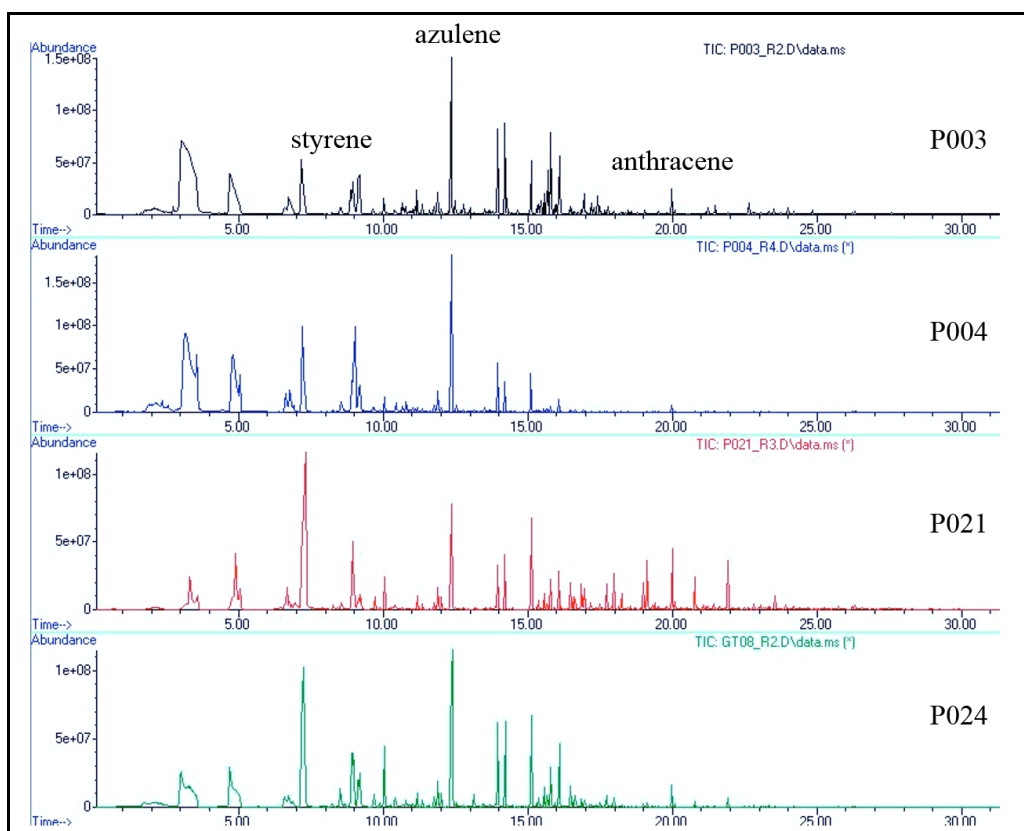 azulene
Abundance
TIC: P003_R2.D\data.ms
1.5e+08
1e+08
styrene
P003
anthracene
5e+07
0
Time-->
5.00 10.00 15.00 20.00 25.00 30.00
Abundance
TIC: P004_R4.D\data.ms (*)
1.5e+08
1e+08
P004
5e+07
0
Time-->
5.00 10.00 15.00 20.00 25.00 30.00
Abundance
TIC: P021_R3.D\data.ms (*)
1e+08
P021
5e+07
0
Time-->
5.00 10.00 15.00 20.00 25.00 30.00
Abundance
TIC: GT08_R2.D\data.ms (*)
1e+08
P024
5e+07
0
Time-->
5.00 10.00 15.00 20.00 25.00 30.00